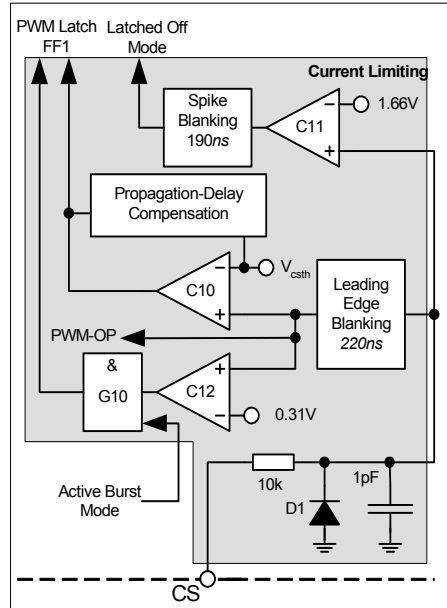 PWM Latch
FF1
Latched Off
Mode
Current Limiting
Spike
Blanking
190ns
C11
1.66V
Propagation-Delay
Compensation
C10
Vcsth
Leading
Edge
Blanking
220ns
PWM-OP
&
G10
C12
0.31V
Active Burst
Mode
10k
D1
1pF
CS